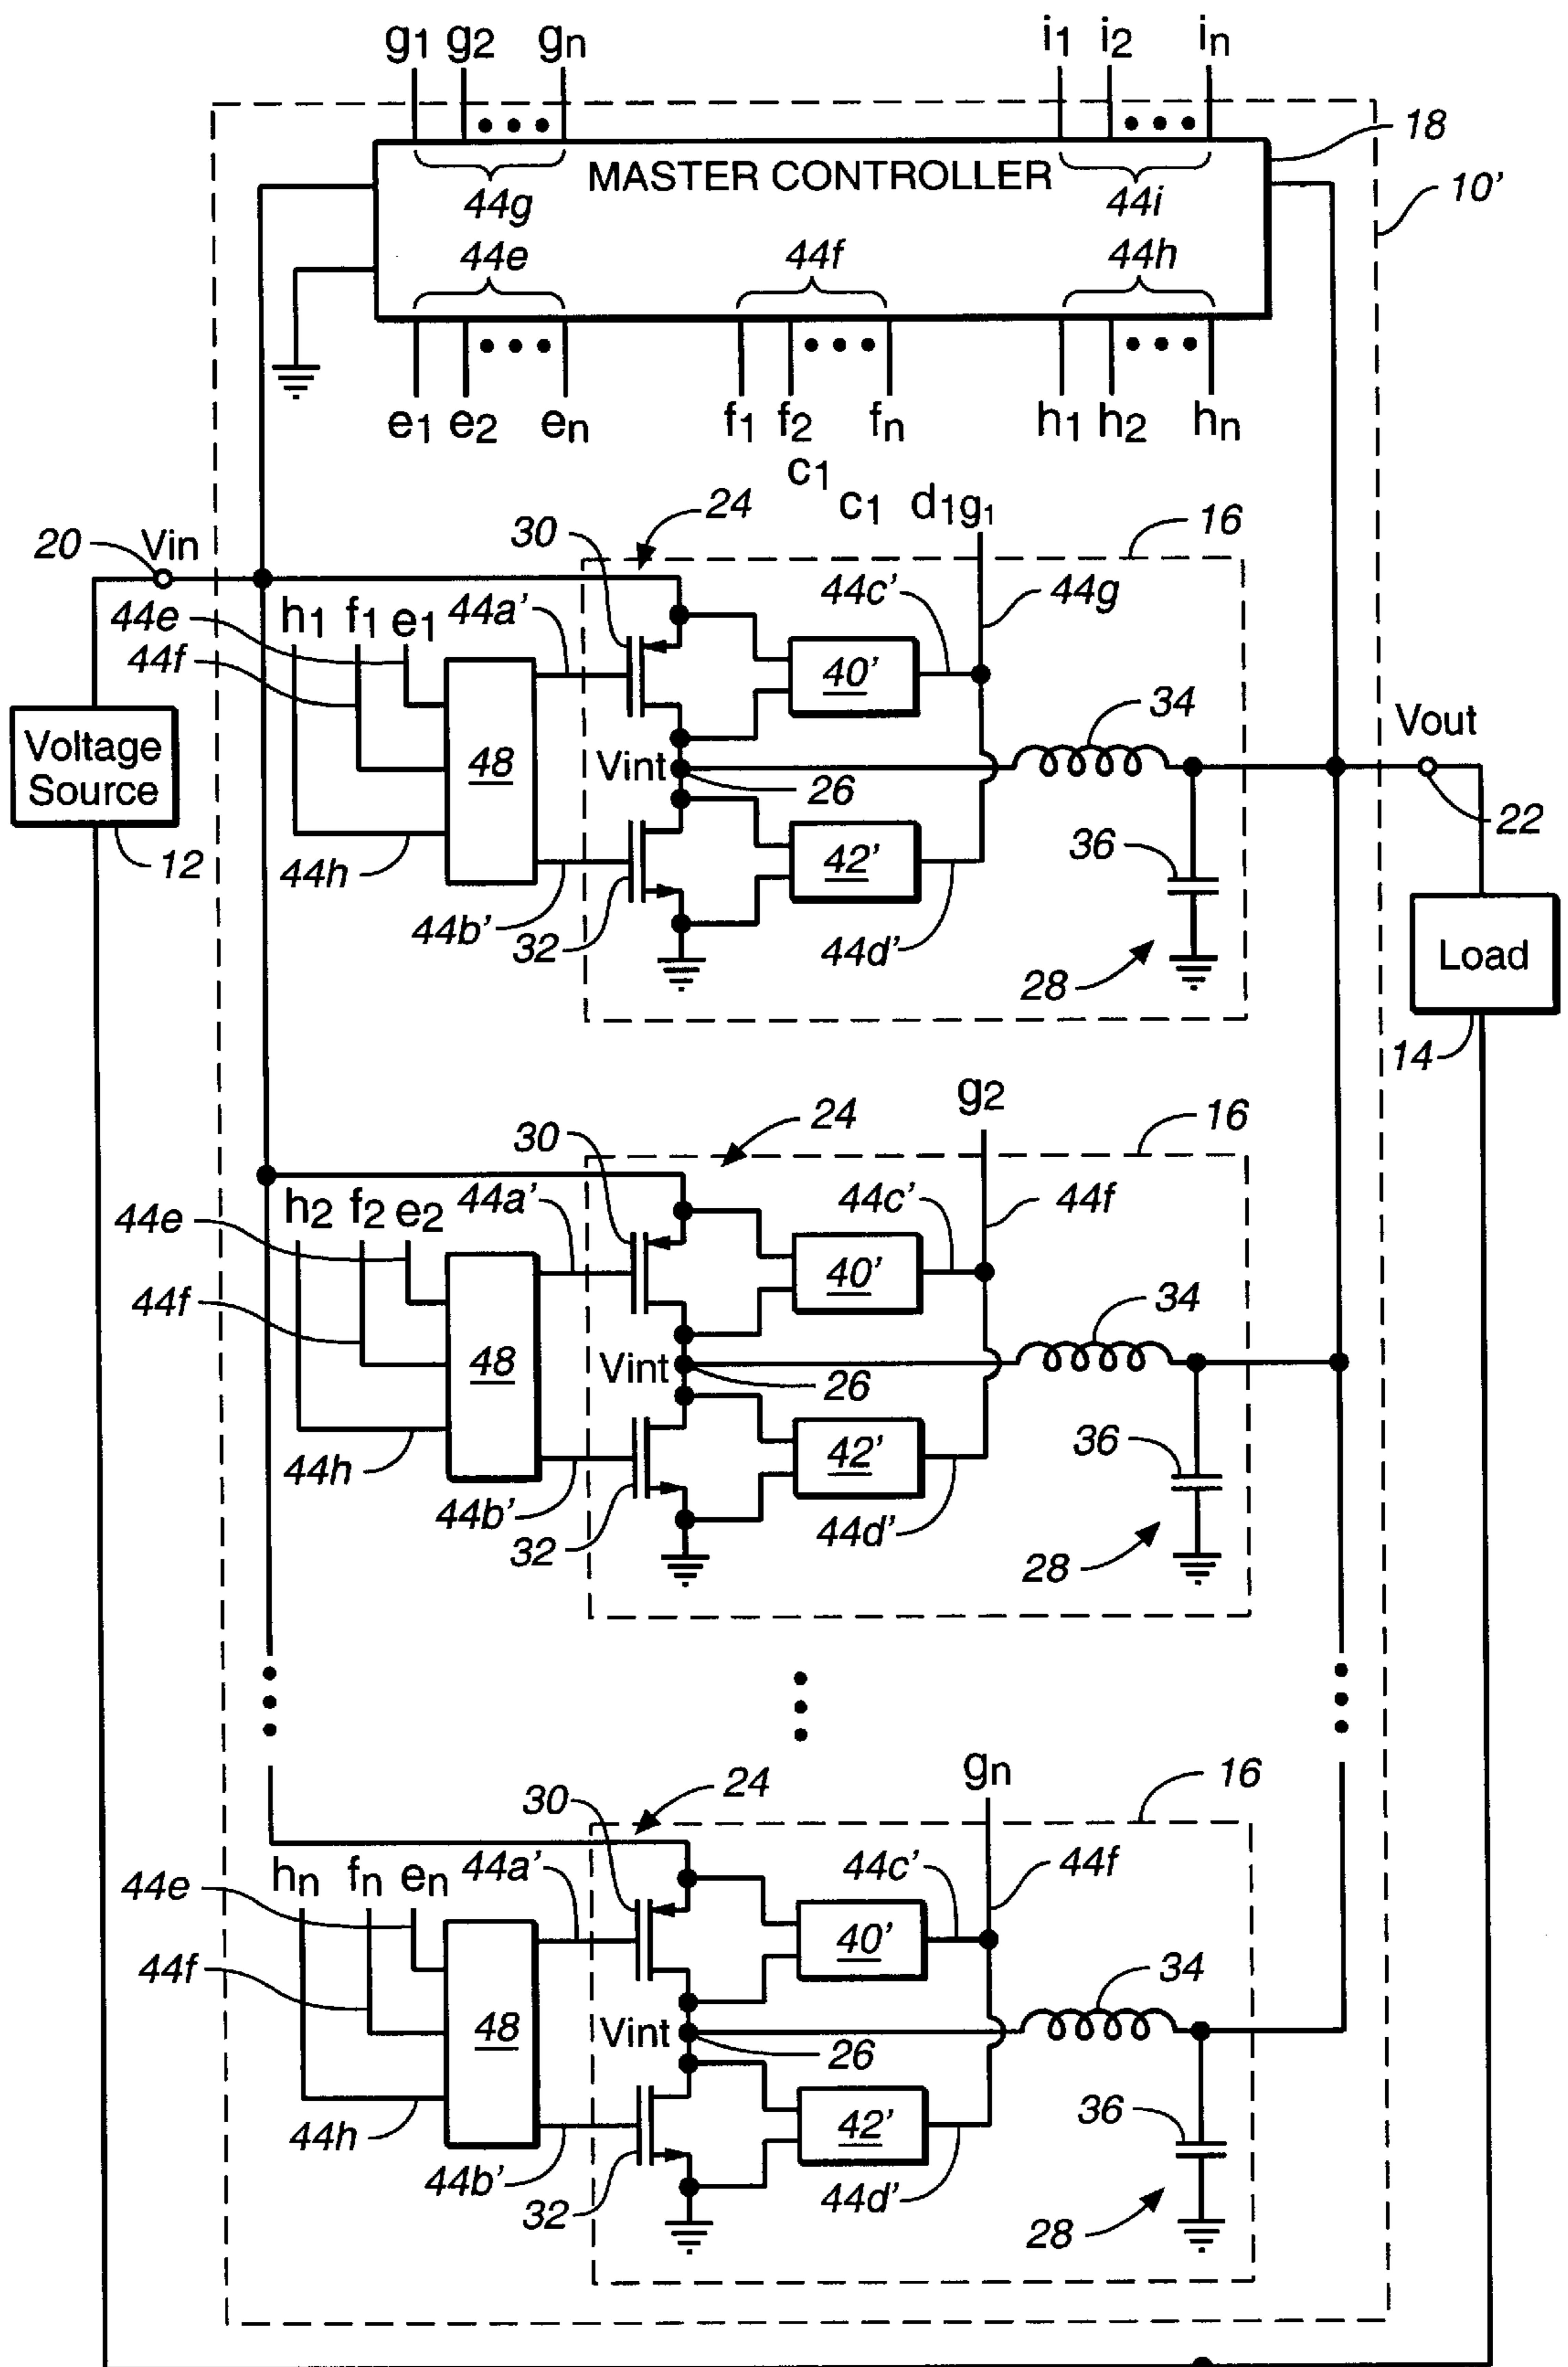 g1 g2 gn i1 i2 in
18
MASTER CONTROLLER
44g 44i
10'
44e 44f 44h
e1 e2 en f1 f2 fn h1 h2 hn
c1
24 c1 d1g1
30 16
20 Vin
44e h1 f1 e1 44a' 44c' 44g
44f
40'
34
Vout
Voltage
Source
48
Vint
26
22
12
44h
42'
36
44b' 32 44d'
28
Load
14
g2
30 24 16
44e h2 f2 e2 44a' 44c' 44f
40'
44f
34
48
Vint
26
42'
36
44h
44b'
32 44d'
28
gn
30 24 16
44e hn fn en 44a' 44c' 44f
40'
44f
34
48
Vint
26
42'
36
44h
44b'
32 44d'
28